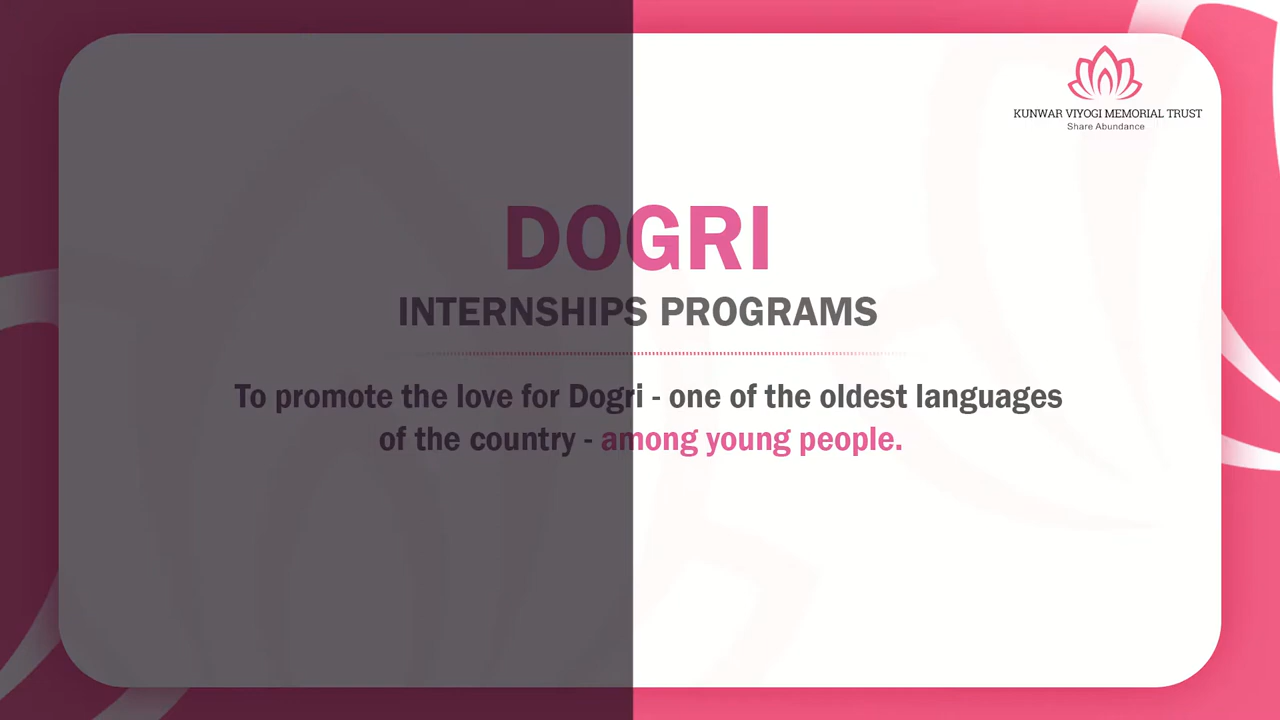 KUNWAR VIYOGI MEMORIAL TRUST
Share Abundance
DOGRI
INTERNSHIPS PROGRAMS
To promote the love for Dogri - one of the oldest languages
of the country - among young people.